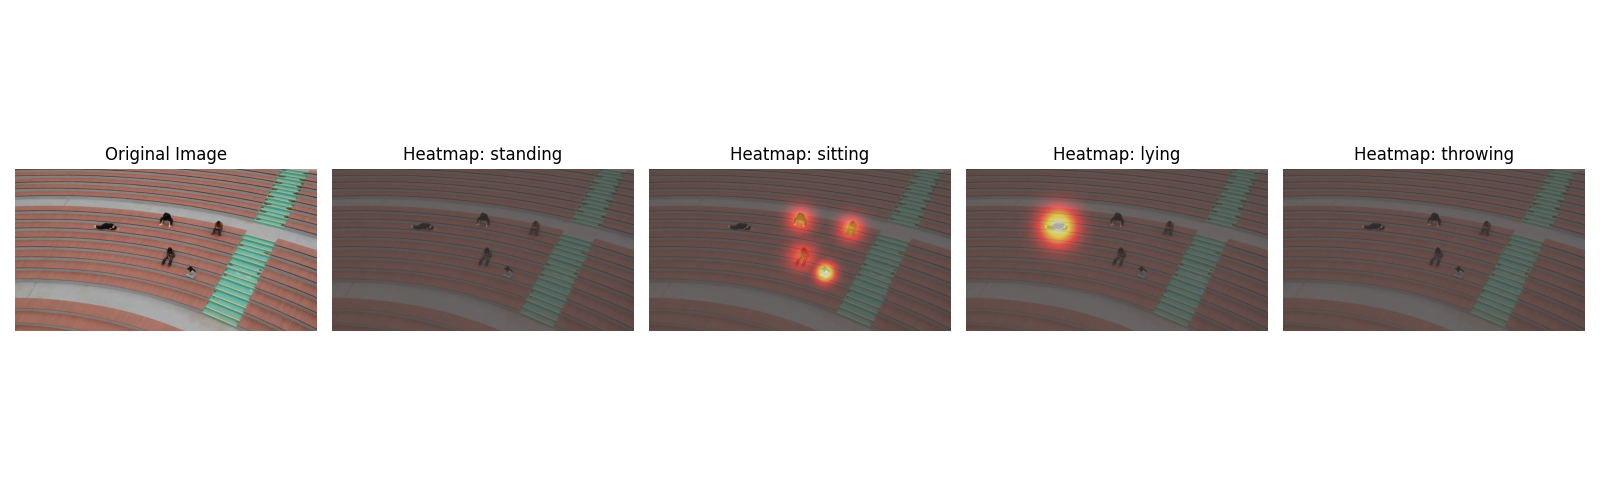 Original Image
Heatmap: standing
Heatmap: sitting
Heatmap: lying
Heatmap: throwing